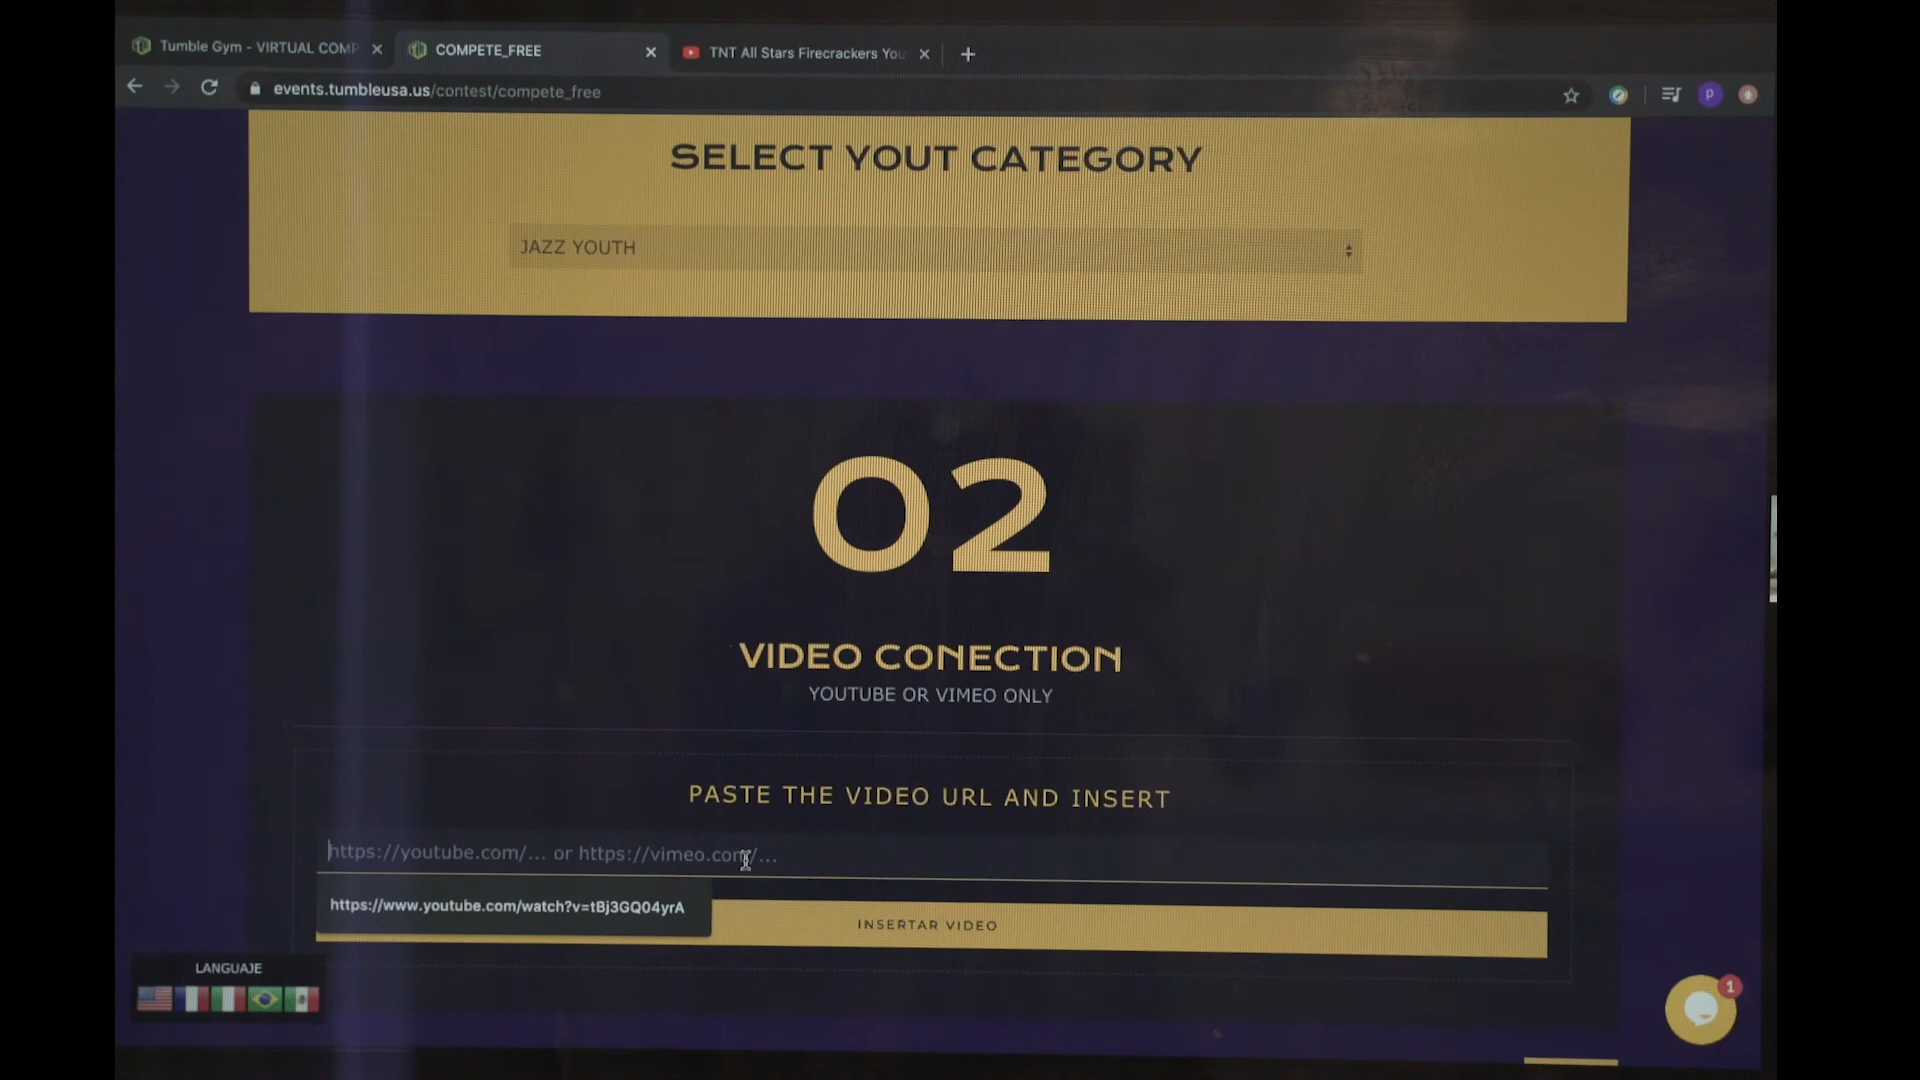 Tumble Gym - VIRTUAL COMP
COMPETE_FREE
TNT All Stars Firecrackers You
events.tumbleusa.us/contest/compete_free
P
SELECT YOUT CATEGORY
JAZZ YOUTH
02
VIDEO CONECTION
YOUTUBE OR VIMEO ONLY
PASTE THE VIDEO URL AND INSERT
https://youtube.com/... or https://vimeo.com/...
https://www.youtube.com/watch?v=tBj3GQ04yrA
INSERTAR VIDEO
LANGUAJE
1